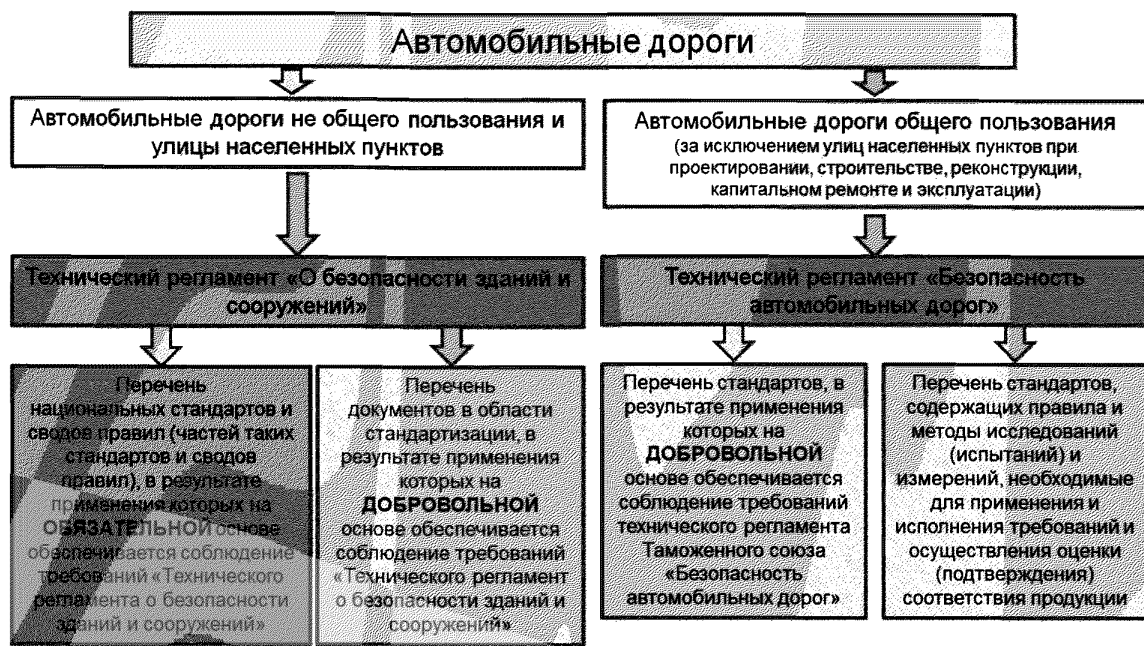 Автомобильные дороги
Автомобильные дороги не общего пользования и
улицы населенных пунктов
Автомобильные дороги общего пользования
(за исключением улиц населенных пунктов при
проектировании, строительстве, реконструкции,
капитальном ремонте и эксплуатации)
Технический регламент «О безопасности зданий и
сооружений»
Технический регламент «Безопасность
автомобильных дорог»
Перечень
национальных стандартов и
сводов правил (частей таких
стандартов и сводов
правил), в результате
применения которых на
ОБЯЗАТЕЛЬНОЙ основе
обеспечивается соблюдение
требований «Технического
регламента о безопасности
зданий и сооружений»
Перечень
документов в области
стандартизации, в
результате применения
которых на
ДОБРОВОЛЬНОЙ
основе обеспечивается
соблюдение требований
«Технического регламент
о безопасности зданий и
сооружений»
Перечень стандартов, в
результате применения
которых на
ДОБРОВОЛЬНОЙ
основе обеспечивается
соблюдение требований
технического регламента
Таможенного союза
«Безопасность
автомобильных дорог»
Перечень стандартов,
содержащих правила и
методы исследований
(испытаний) и
измерений, необходимые
для применения и
исполнения требований и
осуществления оценки
(подтверждения)
соответствия продукции